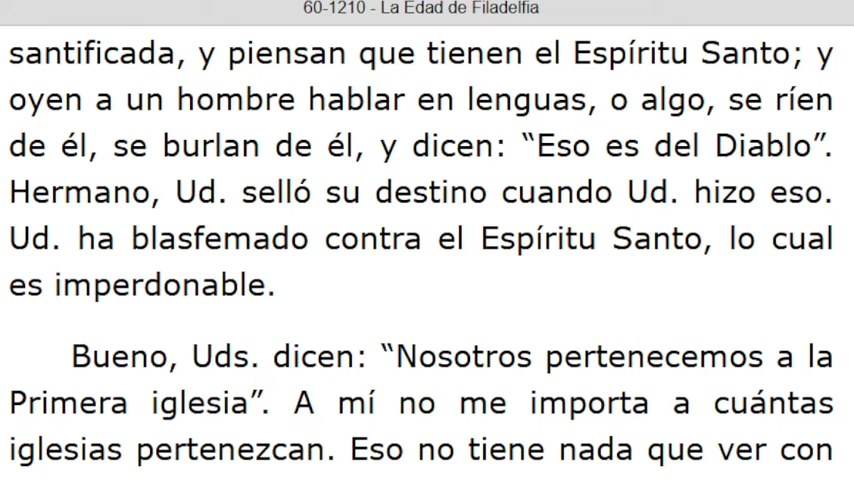 60-1210 - La Edad de Filadelfia
santificada, y piensan que tienen el Espíritu Santo; y
oyen a un hombre hablar en lenguas, o algo, se ríen
de él, se burlan de él, y dicen: “Eso es del Diablo”.
Hermano, Ud. selló su destino cuando Ud. hizo eso.
Ud. ha blasfemado contra el Espíritu Santo, lo cual
es imperdonable.
Bueno, Uds. dicen: “Nosotros pertenecemos a la
Primera iglesia”. A mí no me importa a cuántas
iglesias pertenezcan. Eso no tiene nada que ver con